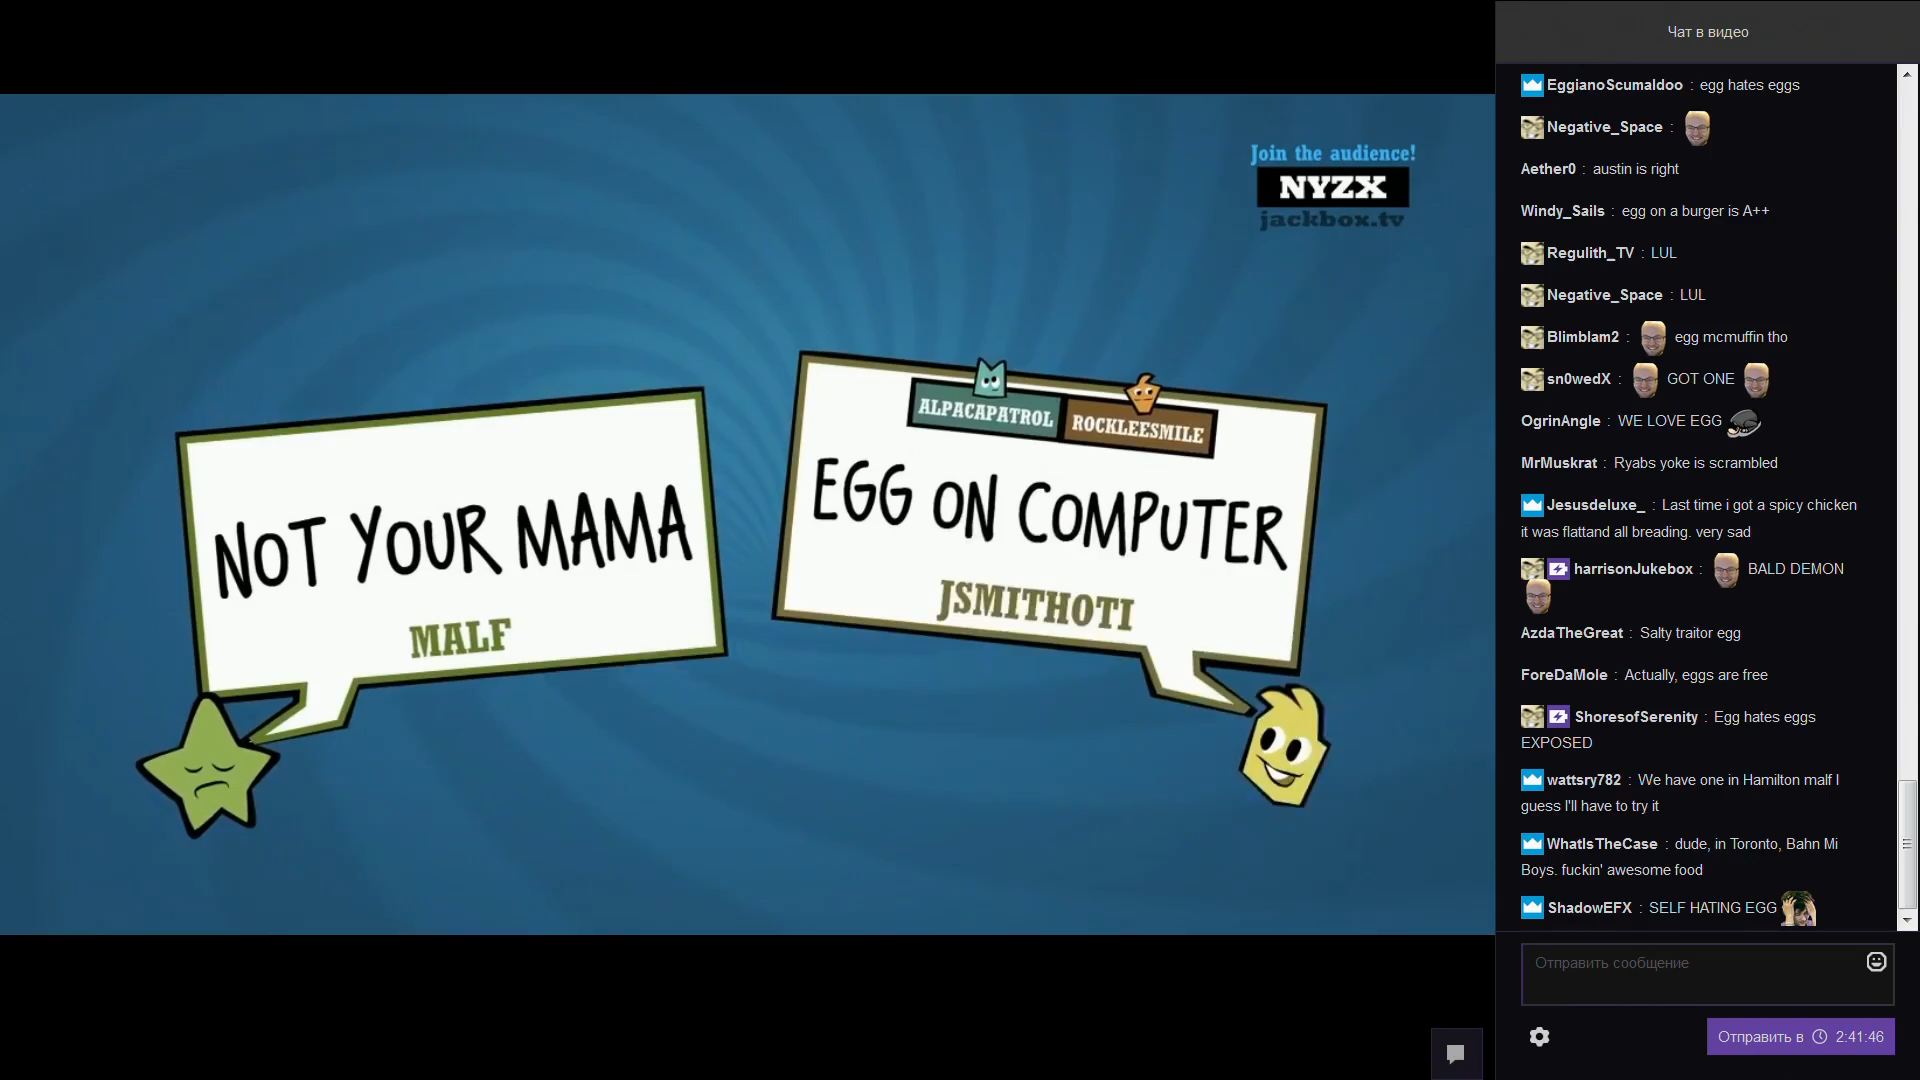 Join the audience!
NYZX
jackbox.tv
NOT YOUR MAMA
MALF
ALPACAPATROL
ROCKLEESMILE
EGG ON COMPUTER
JSMITHOTI
Чат в видео
EggianoScumaldoo : egg hates eggs
Negative_Space :
Aether0 : austin is right
Windy_Sails : egg on a burger is A++
Regulith_TV : LUL
Negative_Space : LUL
Blimblam2 : egg mcmuffin tho
sn0wedX : GOT ONE
OgrinAngle : WE LOVE EGG
MrMuskrat : Ryabs yoke is scrambled
Jesusdeluxe_ : Last time i got a spicy chicken
it was flattand all breading. very sad
harrisonJukebox : BALD DEMON
AzdaTheGreat : Salty traitor egg
ForeDaMole : Actually, eggs are free
ShoresofSerenity : Egg hates eggs
EXPOSED
wattsry782 : We have one in Hamilton malf I
guess I'll have to try it
WhatIsTheCase : dude, in Toronto, Bahn Mi
Boys. fuckin' awesome food
ShadowEFX : SELF HATING EGG
Отправить сообщение
Отправить в 2:41:46